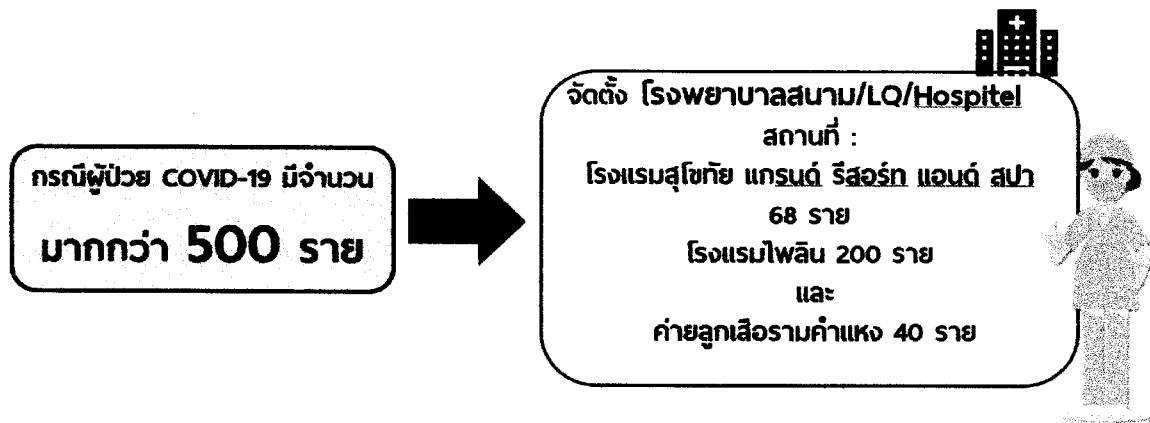 กรณีผู้ป่วย COVID-19 มีจำนวน
มากกว่า 500 ราย
จัดตั้ง โรงพยาบาลสนาม/LQ/Hospitel
สถานที่ :
โรงแรมสุโขทัย แกรนด์ รีสอร์ท แอนด์ สปา
68 ราย
โรงแรมไพลิน 200 ราย
และ
ค่ายลูกเสือรามคำแหง 40 ราย